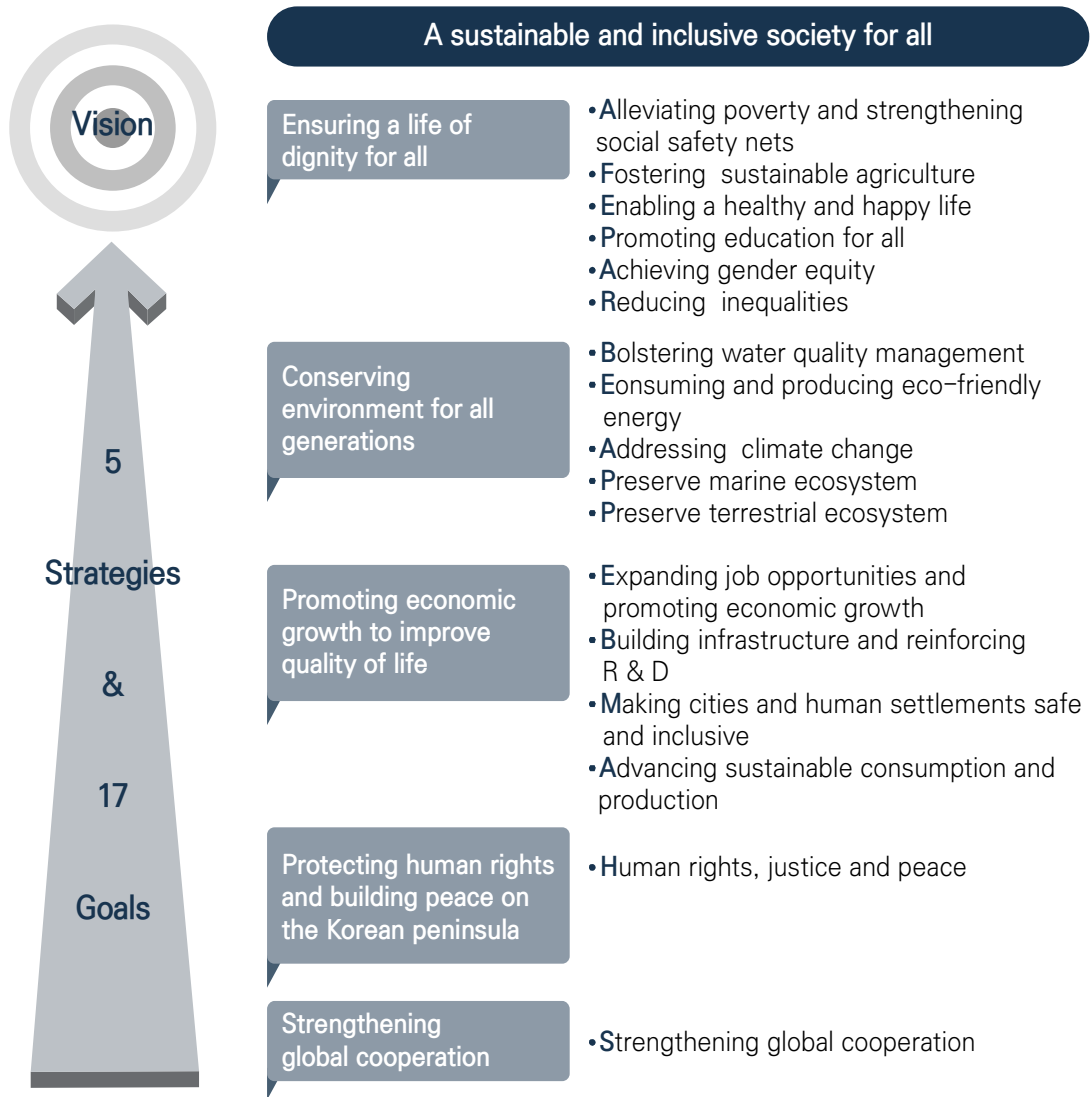 A sustainable and inclusive society for all
Vision
Ensuring a life of
dignity for all
•Alleviating poverty and strengthening
social safety nets
•Fostering sustainable agriculture
•Enabling a healthy and happy life
•Promoting education for all
•Achieving gender equity
•Reducing inequalities
Conserving
environment for all
generations
•Bolstering water quality management
•Eonsuming and producing eco-friendly
energy
•Addressing climate change
•Preserve marine ecosystem
•Preserve terrestrial ecosystem
5
Strategies
&
17
Goals
Promoting economic
growth to improve
quality of life
•Expanding job opportunities and
promoting economic growth
•Building infrastructure and reinforcing
R & D
•Making cities and human settlements safe
and inclusive
•Advancing sustainable consumption and
production
Protecting human rights
and building peace on
the Korean peninsula
•Human rights, justice and peace
Strengthening
global cooperation
•Strengthening global cooperation